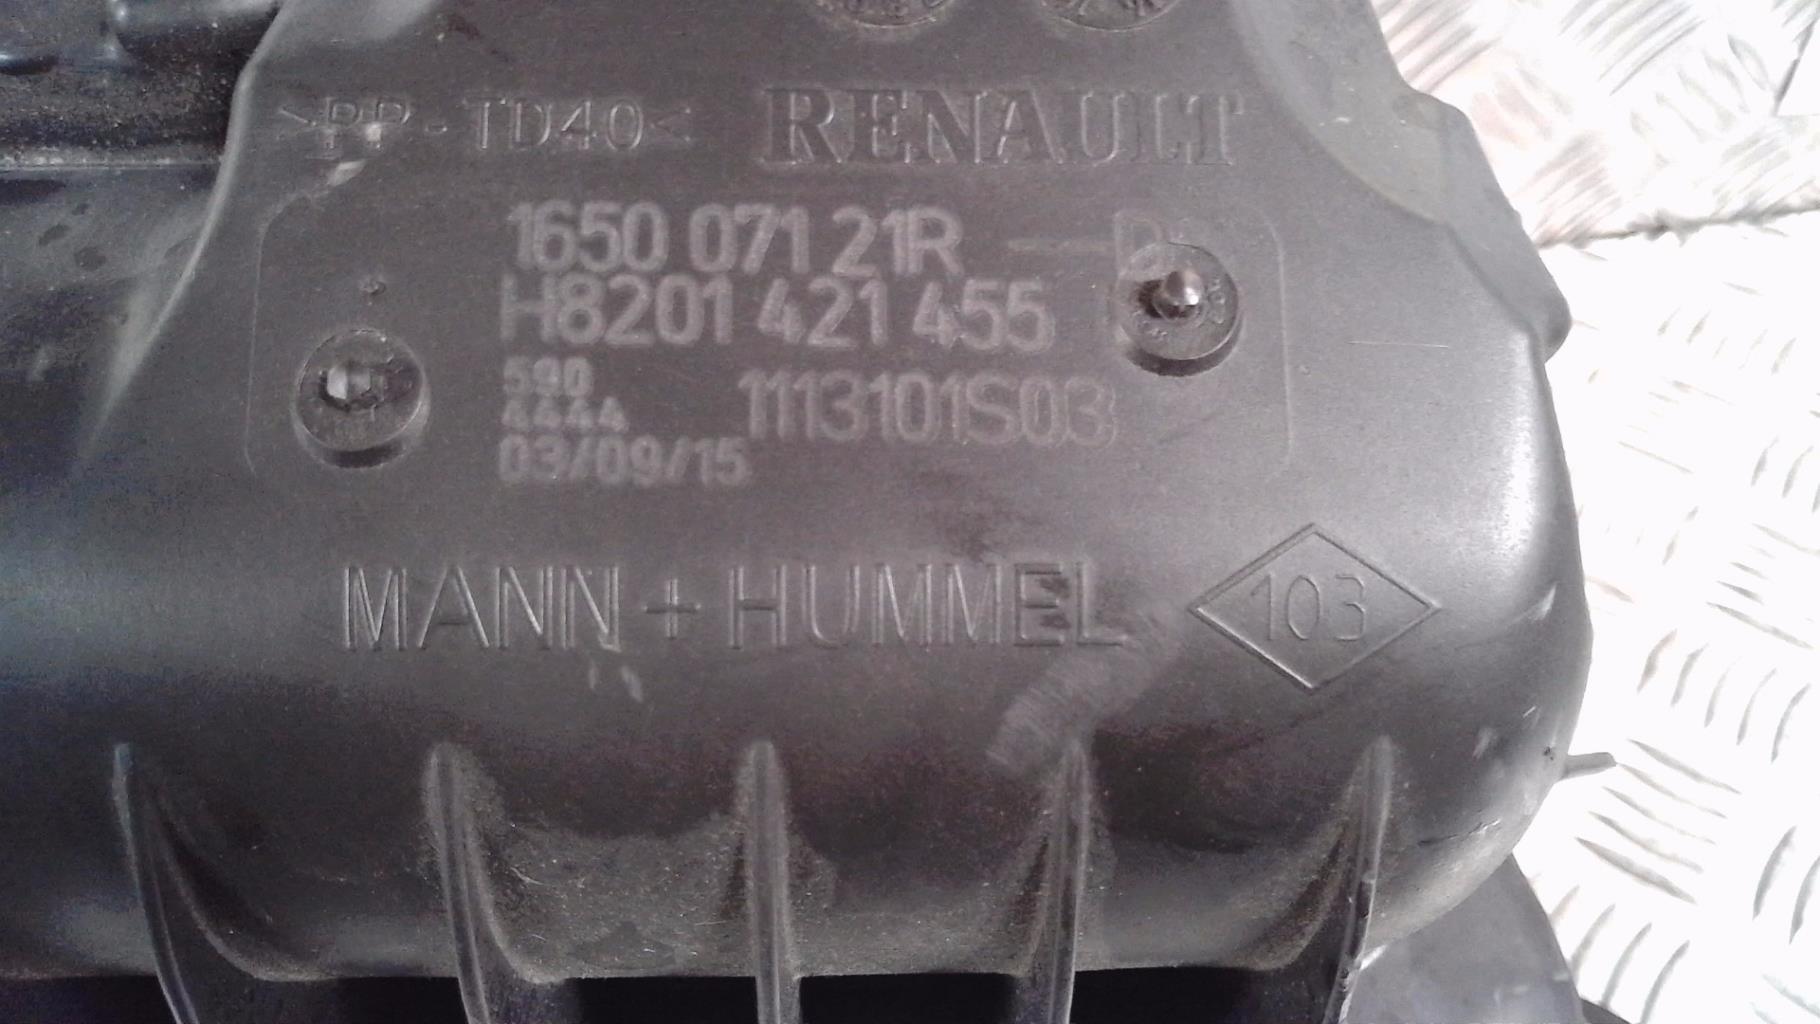 >PP-TD40< RENAULT
1650 071 21R ---D
H8201 421 455
590
4444 1113101S03
03/09/15
MANN+HUMMEL 103